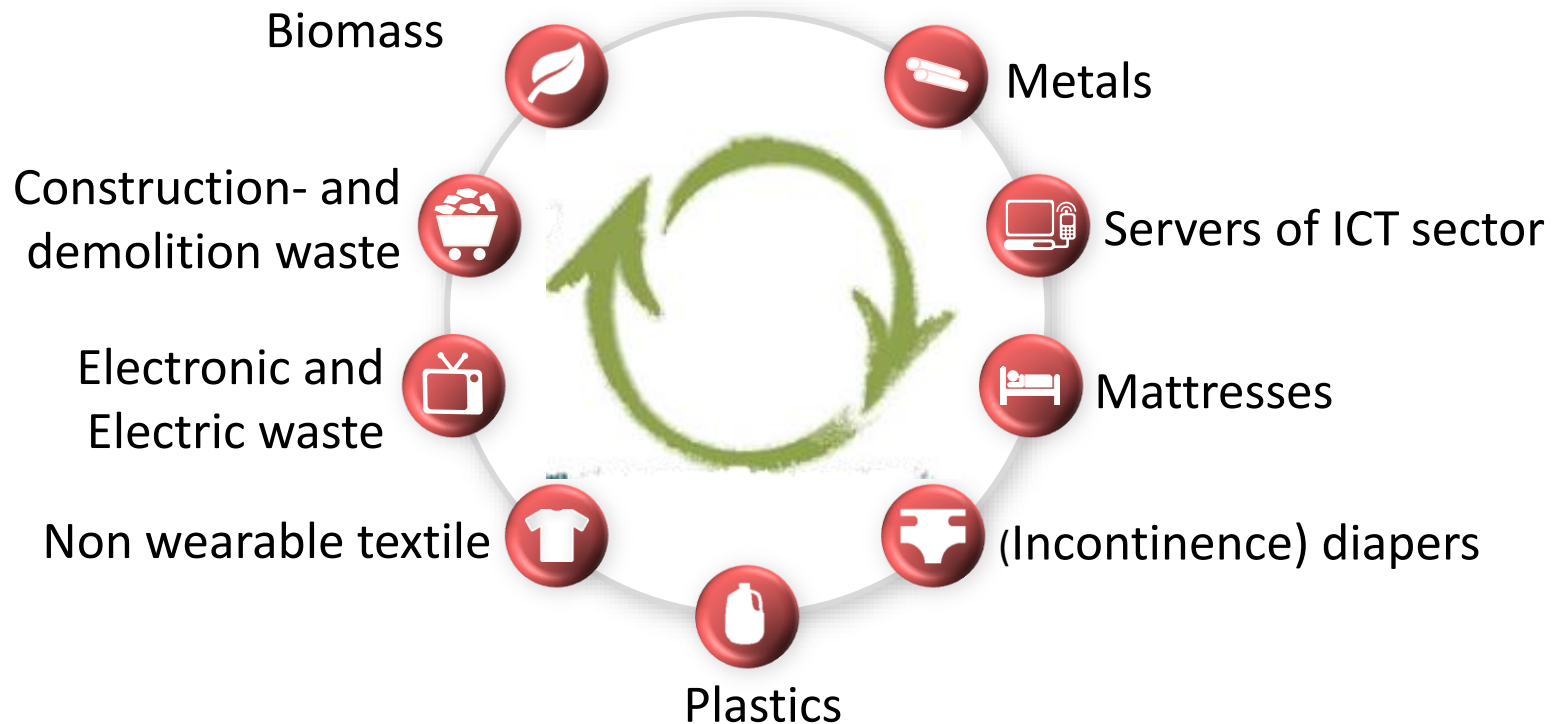 Biomass
Metals
Construction- and
demolition waste
Servers of ICT sector
Electronic and
Electric waste
Mattresses
Non wearable textile
(Incontinence) diapers
Plastics